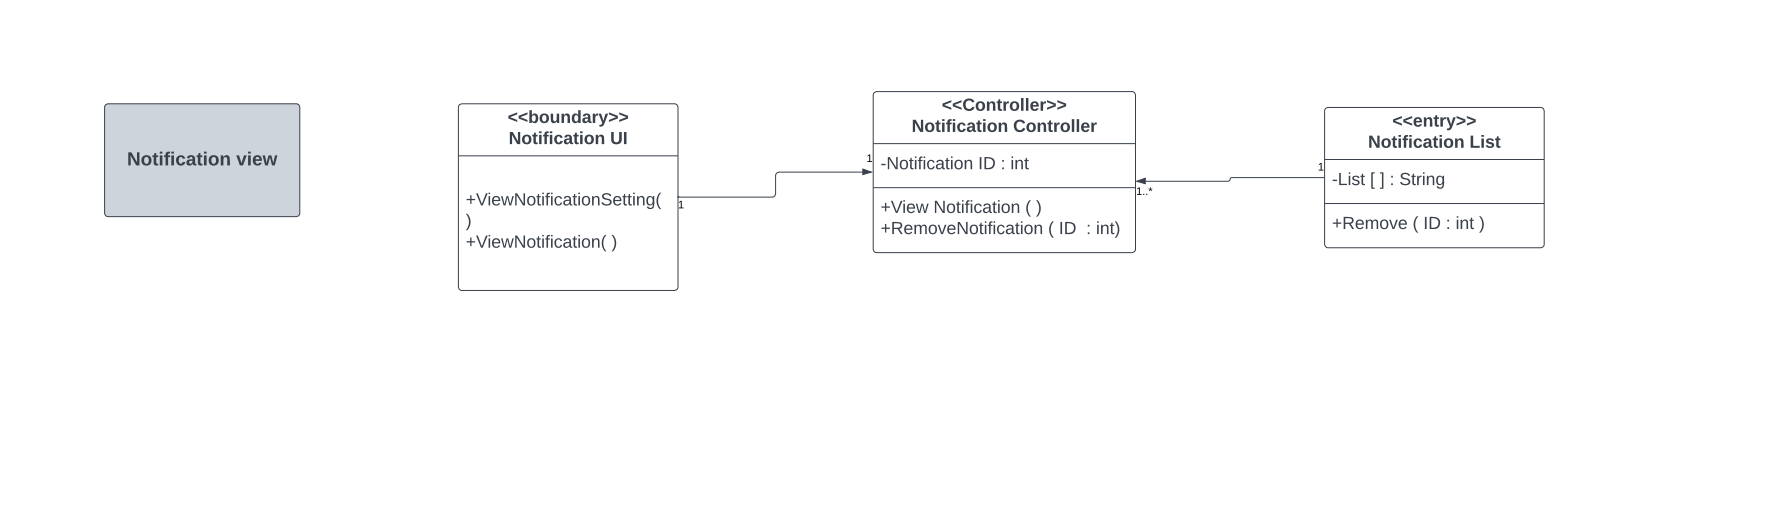 Notification view
<<boundary>>
Notification UI
+ViewNotificationSetting(
)
+ViewNotification( )
1
1
<<Controller>>
Notification Controller
-Notification ID : int
+View Notification ( )
+RemoveNotification ( ID  : int)
1..*
1
<<entry>>
Notification List
-List [ ] : String
+Remove ( ID : int )